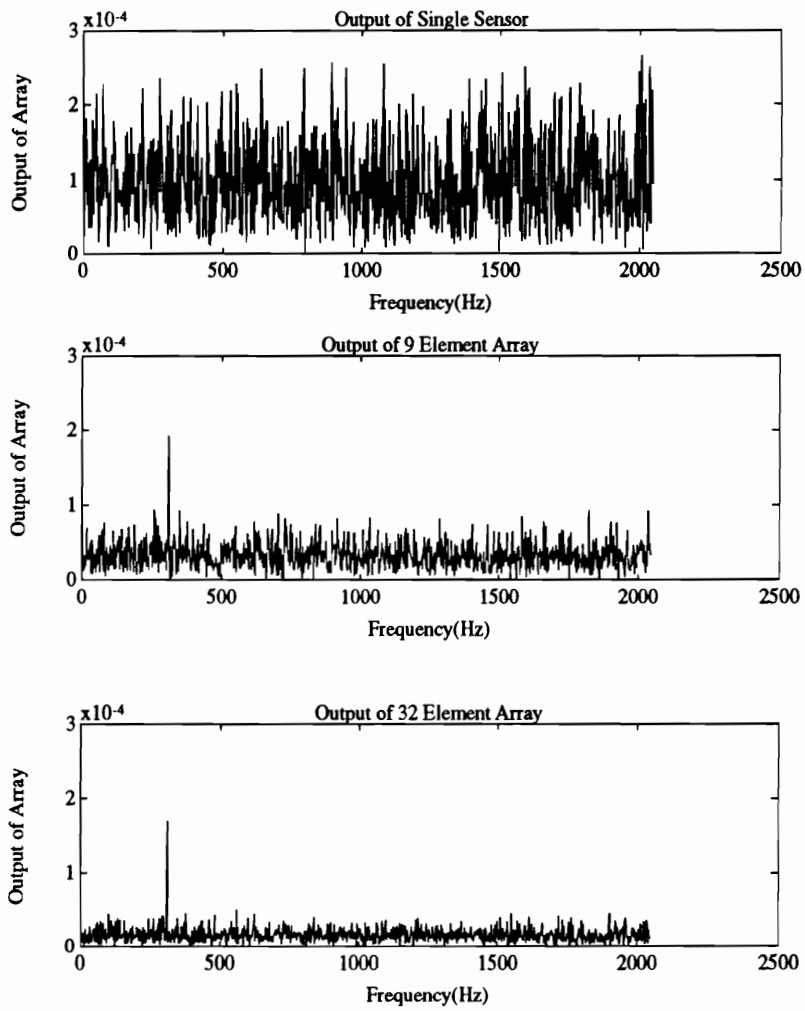 Output of Single Sensor
3 x10-4
2
1
0
Output of Array
0 500 1000 1500 2000 2500
Frequency(Hz)
Output of 9 Element Array
3 x10-4
2
1
0
Output of Array
0 500 1000 1500 2000 2500
Frequency(Hz)
Output of 32 Element Array
3 x10-4
2
1
0
Output of Array
0 500 1000 1500 2000 2500
Frequency(Hz)